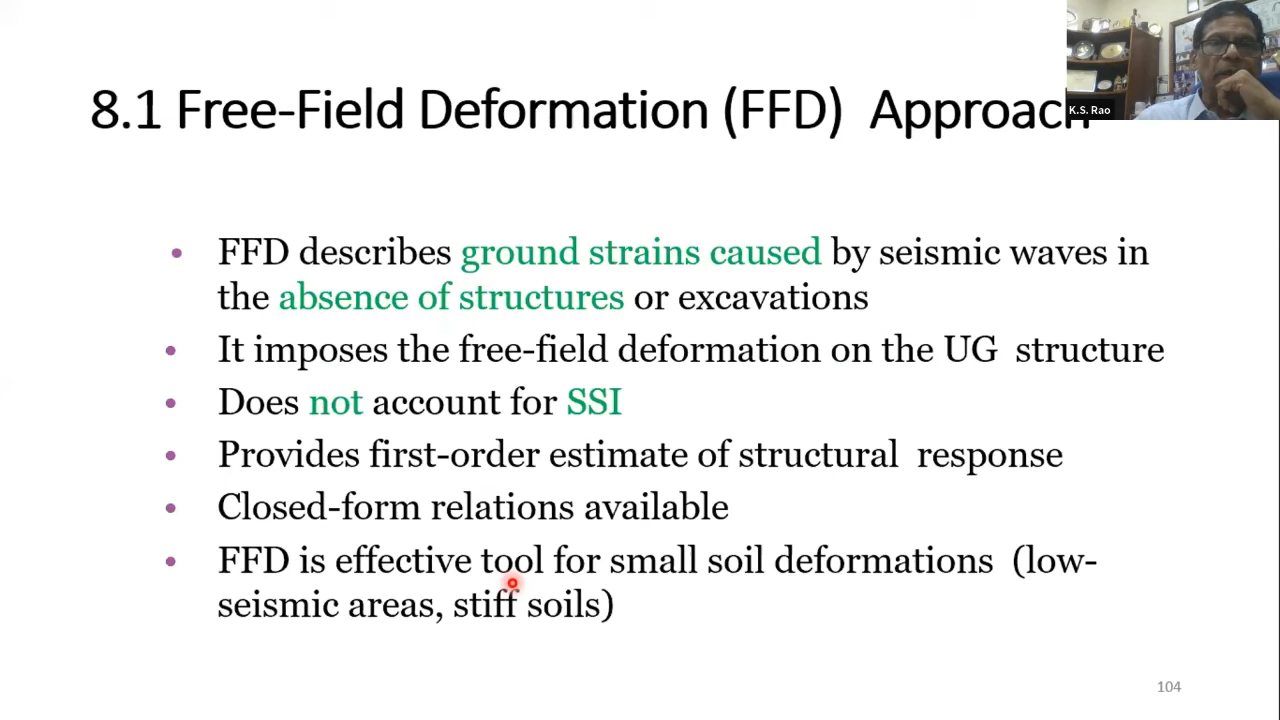 8.1 Free-Field Deformation (FFD) Approach
K.S. Rao
• FFD describes ground strains caused by seismic waves in
the absence of structures or excavations
• It imposes the free-field deformation on the UG structure
• Does not account for SSI
• Provides first-order estimate of structural response
• Closed-form relations available
• FFD is effective tool for small soil deformations (low-
seismic areas, stiff soils)
104